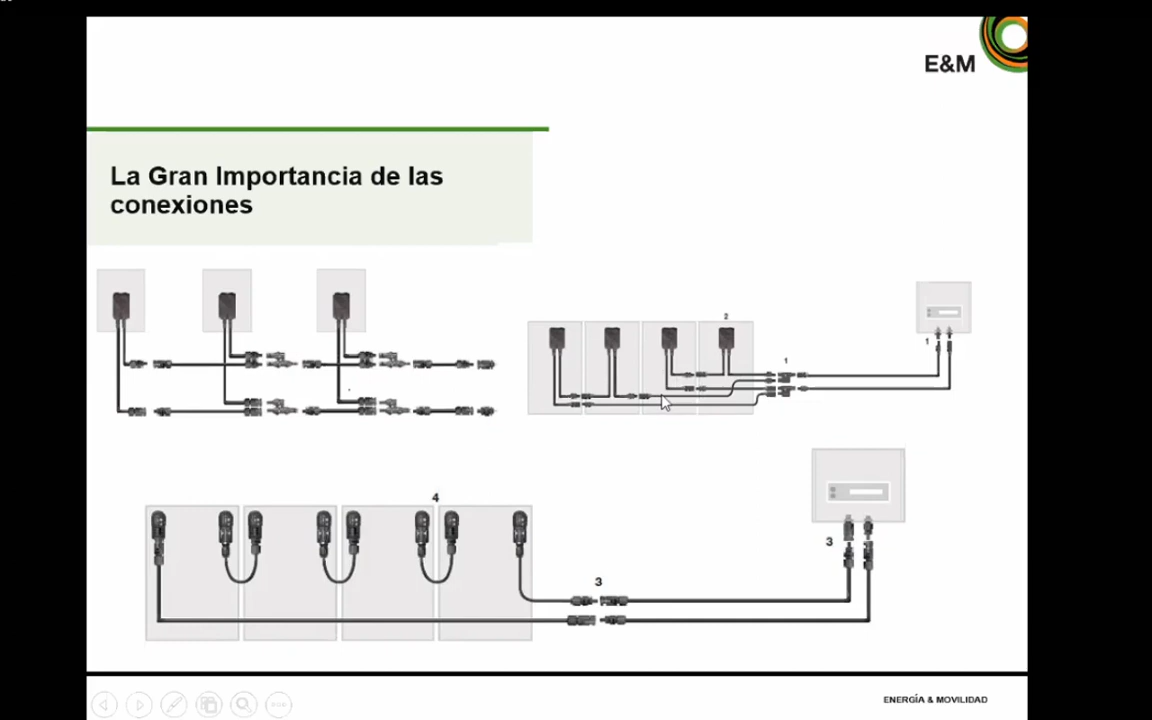 E&M
La Gran Importancia de las
conexiones
2
1
1
4
3
3
ENERGÍA & MOVILIDAD